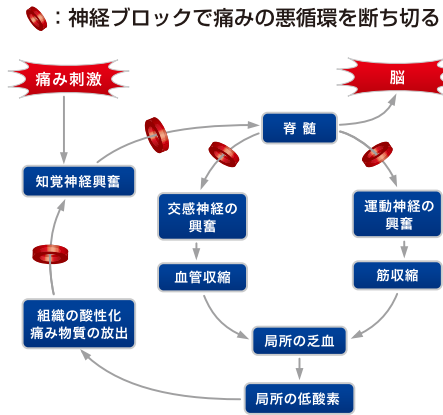 ：神経ブロックで痛みの悪循環を断ち切る
痛み刺激
脳
脊髄
知覚神経興奮
交感神経の
興奮
運動神経の
興奮
血管収縮
筋収縮
組織の酸性化
痛み物質の放出
局所の乏血
局所の低酸素